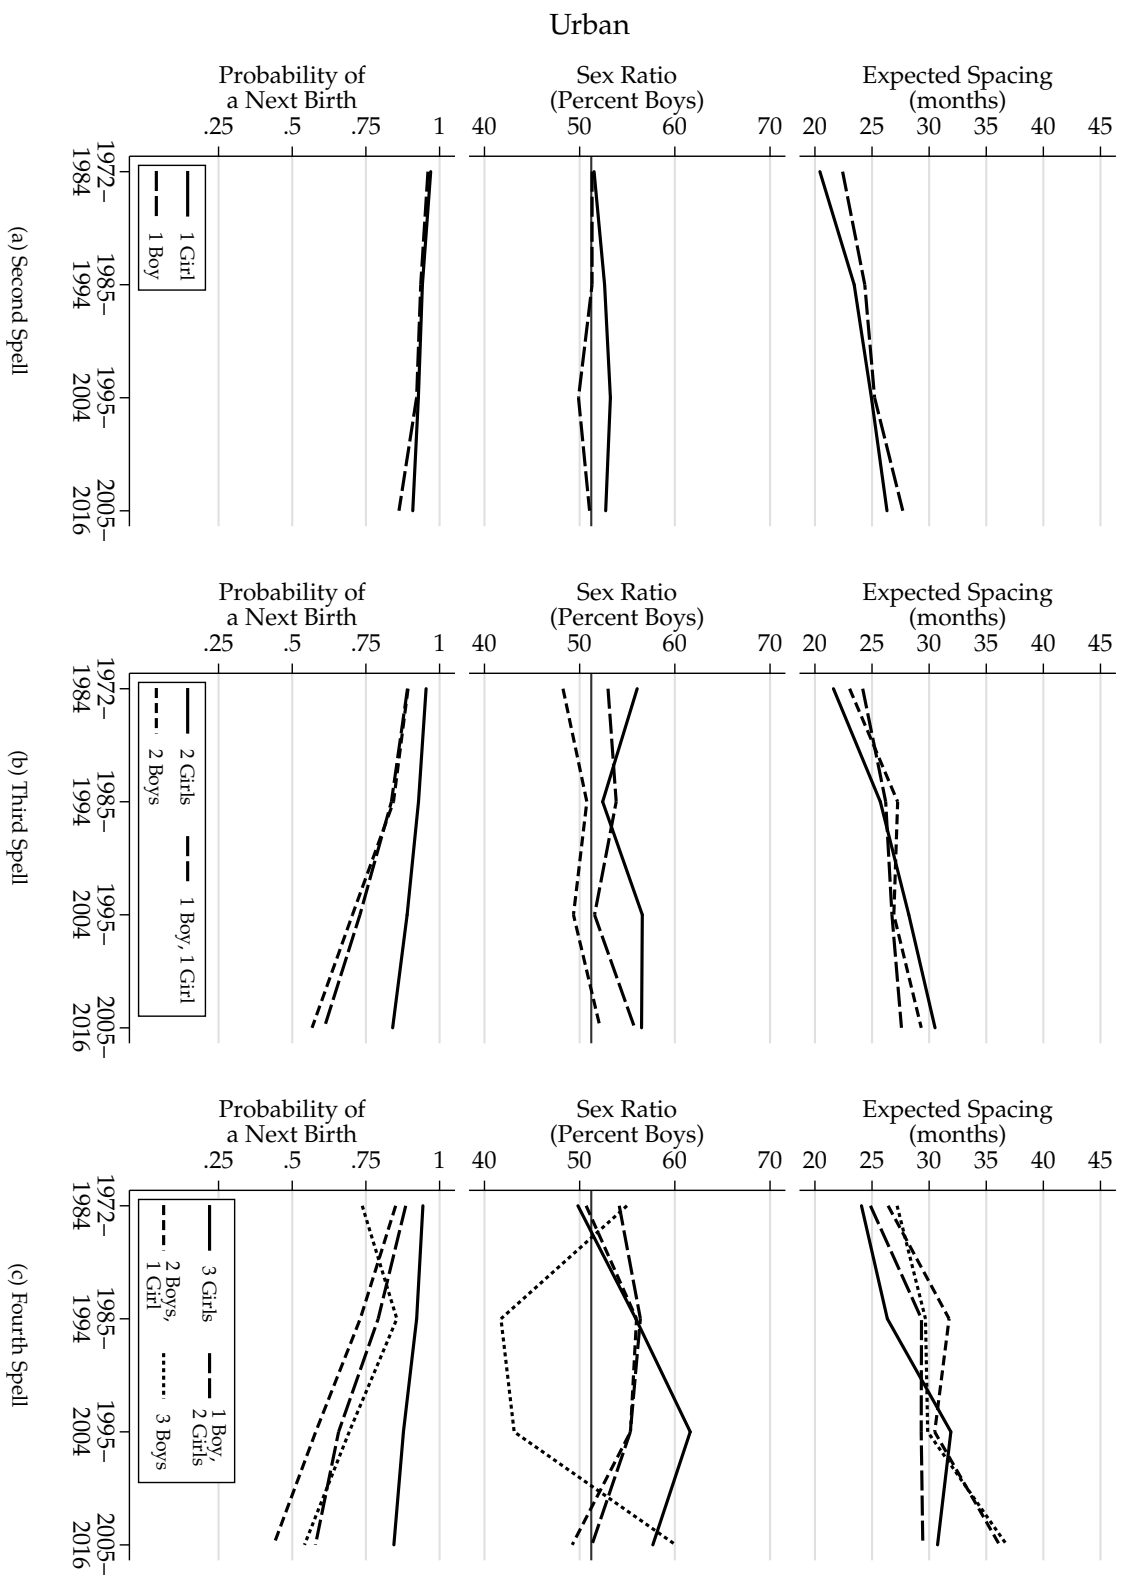 Urban
Expected Spacing
(months)
20 25 30 35 40 45
Sex Ratio
(Percent Boys)
40 50 60 70
Probability of
a Next Birth
.25 .5 .75 1
1972–
1984
1985–
1994
1995–
2004
2005–
2016
1 Girl
1 Boy
(a) Second Spell
Expected Spacing
(months)
20 25 30 35 40 45
Sex Ratio
(Percent Boys)
40 50 60 70
Probability of
a Next Birth
.25 .5 .75 1
1972–
1984
1985–
1994
1995–
2004
2005–
2016
2 Girls
1 Boy, 1 Girl
2 Boys
(b) Third Spell
Expected Spacing
(months)
20 25 30 35 40 45
Sex Ratio
(Percent Boys)
40 50 60 70
Probability of
a Next Birth
.25 .5 .75 1
1972–
1984
1985–
1994
1995–
2004
2005–
2016
3 Girls
1 Boy,
2 Girls
2 Boys,
1 Girl
3 Boys
(c) Fourth Spell